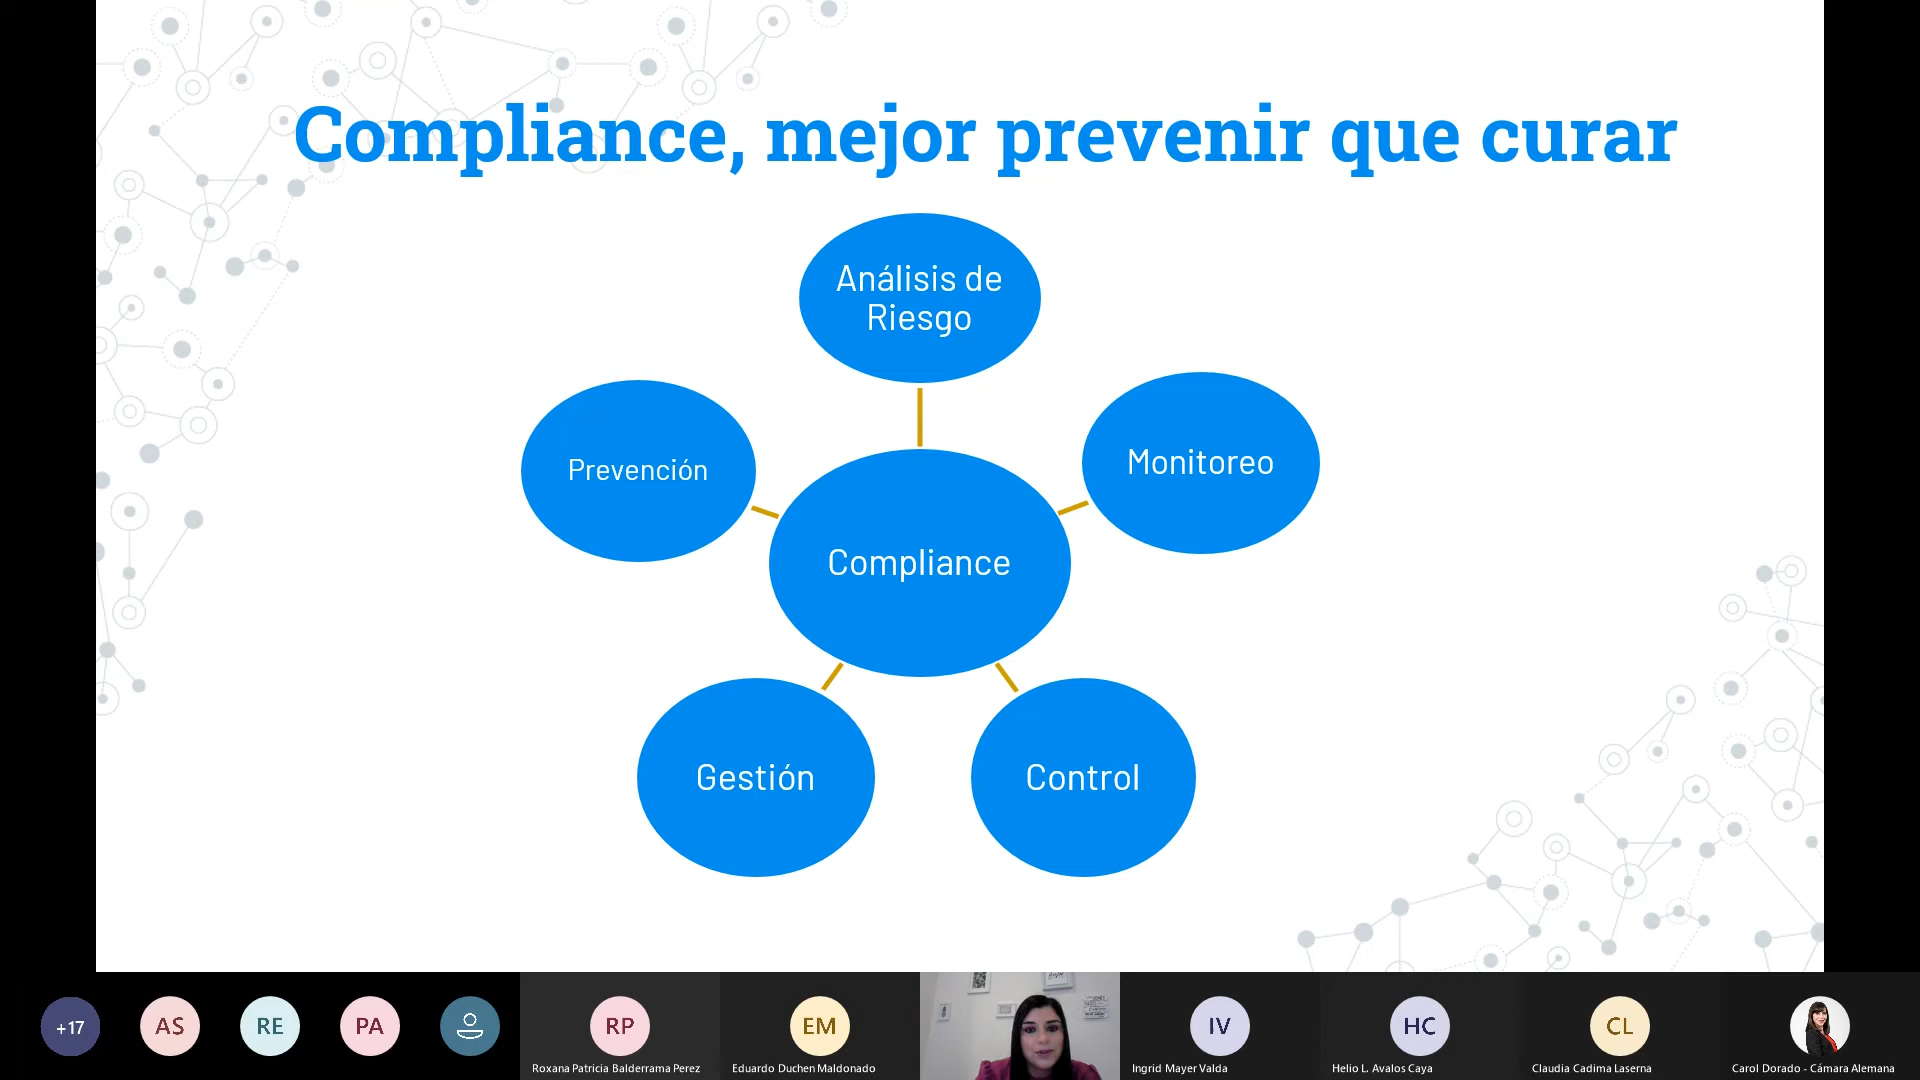 Compliance, mejor prevenir que curar
Análisis de
Riesgo
Prevención
Monitoreo
Compliance
Gestión
Control
+17
AS
RE
PA
RP
EM
IV
HC
CL
Roxana Patricia Balderrama Perez
Eduardo Duchen Maldonado
Ingrid Mayer Valda
Helio L. Avalos Caya
Claudia Cadima Laserna
Carol Dorado - Cámara Alemana